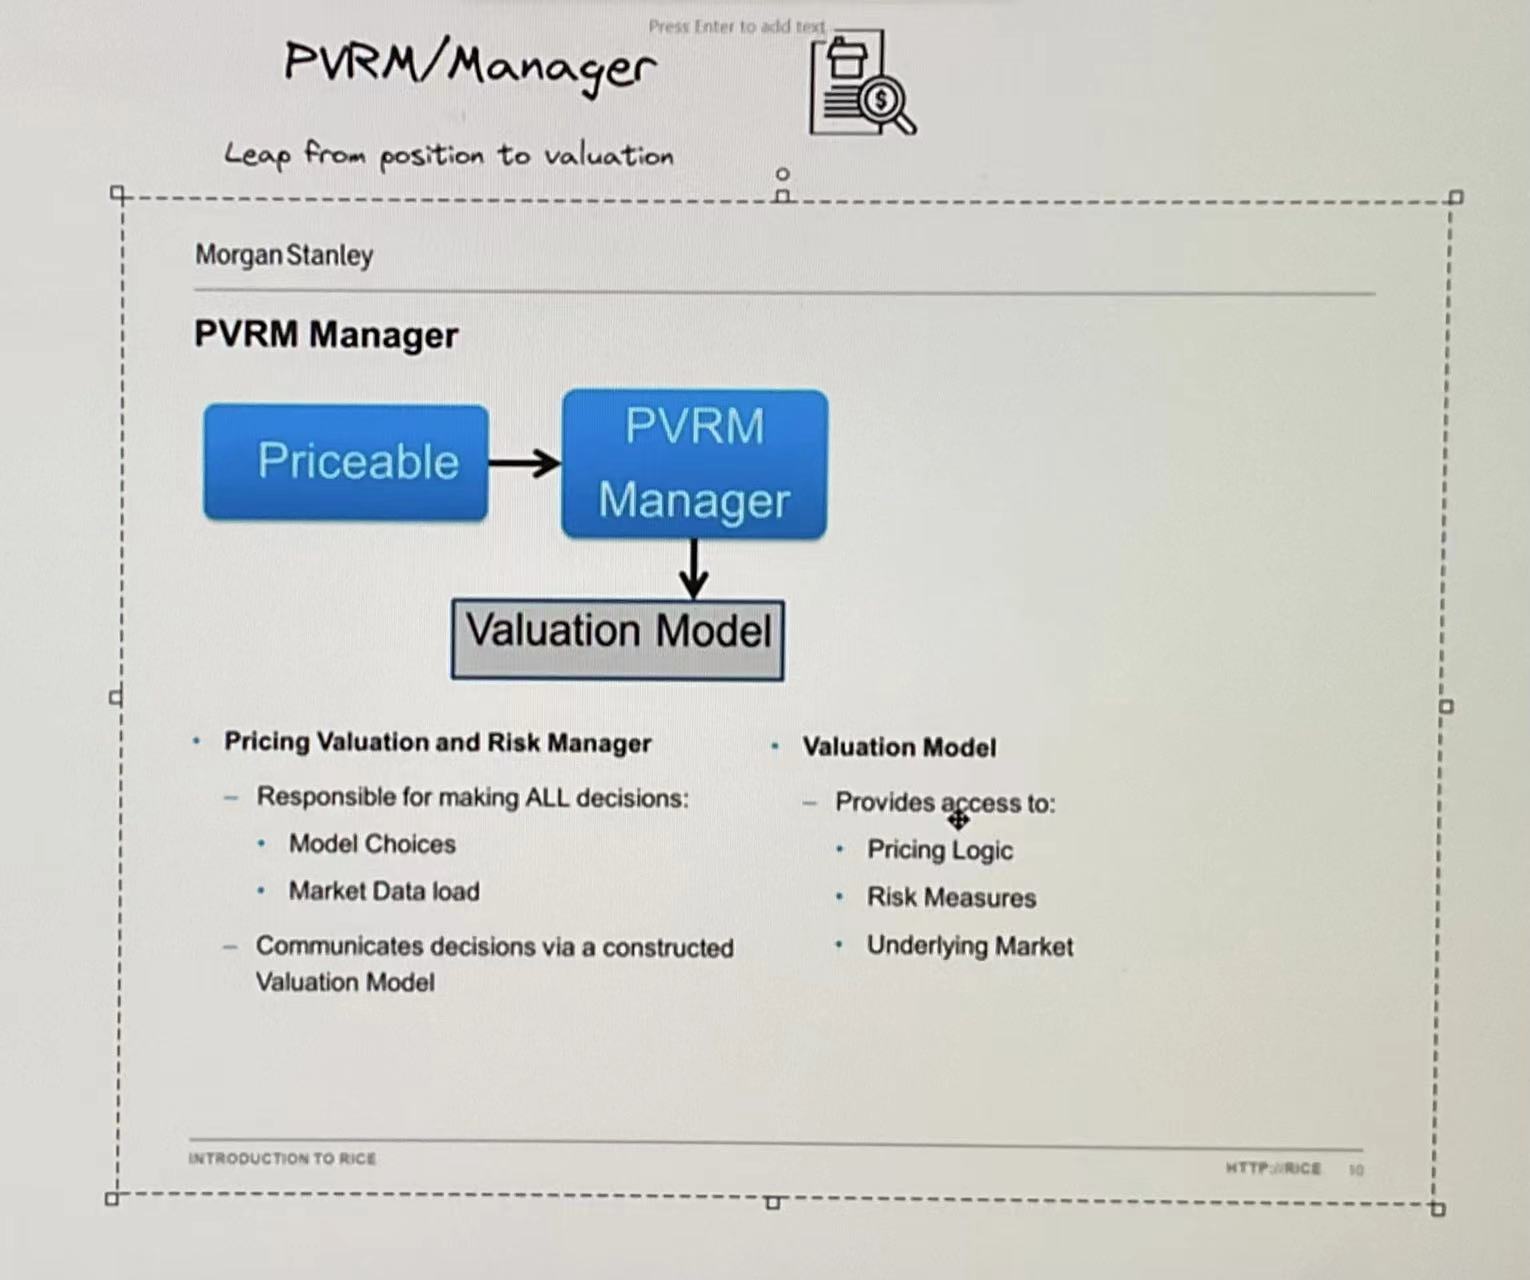 Press Enter to add text
PVRM/Manager
Leap from position to valuation
Morgan Stanley
PVRM Manager
Priceable
PVRM
Manager
Valuation Model
• Pricing Valuation and Risk Manager
– Responsible for making ALL decisions:
• Model Choices
• Market Data load
– Communicates decisions via a constructed
Valuation Model
• Valuation Model
– Provides access to:
• Pricing Logic
• Risk Measures
• Underlying Market
INTRODUCTION TO RICE
HTTP://RICE 10